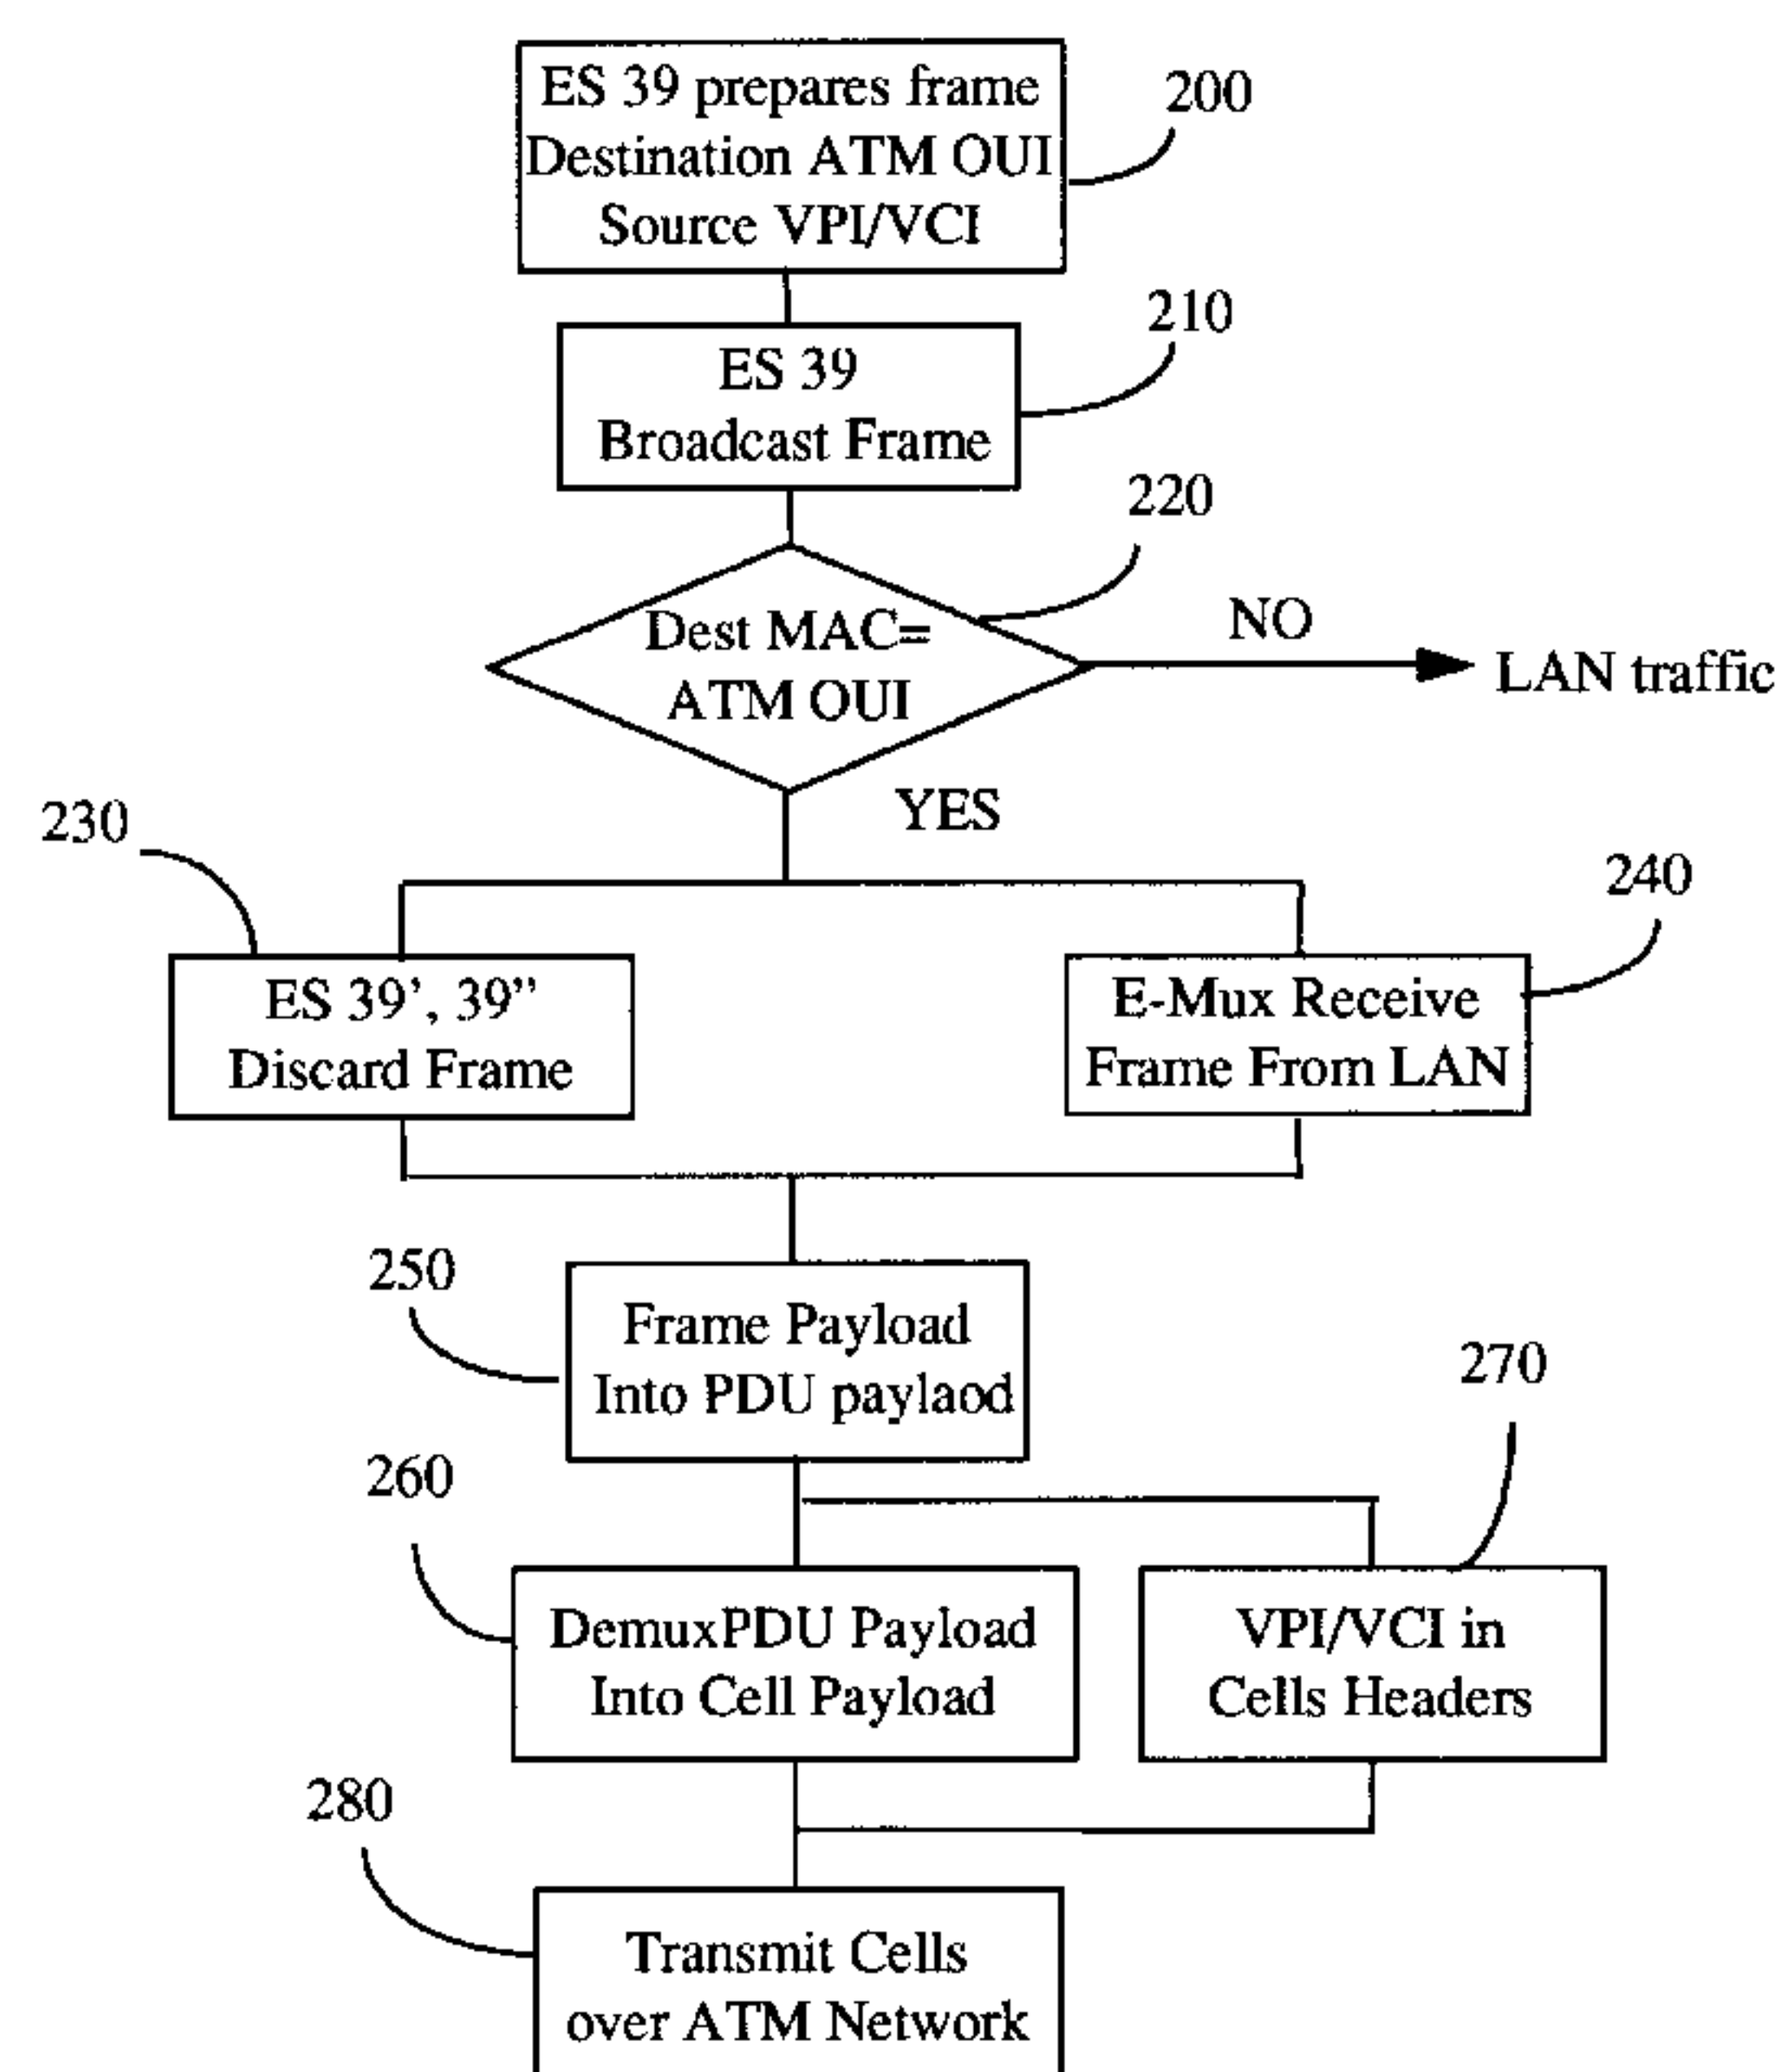 ES 39 prepares frame
Destination ATM OUI
Source VPI/VCI
200
ES 39
Broadcast Frame
210
220
Dest MAC=
ATM OUI
NO
LAN traffic
YES
230
240
ES 39', 39"
Discard Frame
E-Mux Receive
Frame From LAN
250
Frame Payload
Into PDU paylaod
270
260
DemuxPDU Payload
Into Cell Payload
VPI/VCI in
Cells Headers
280
Transmit Cells
over ATM Network